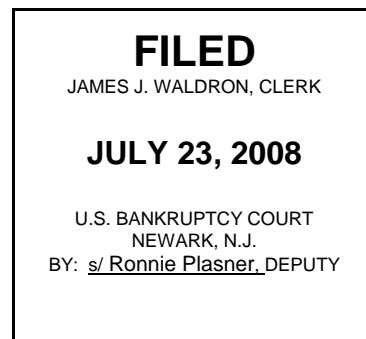 FILED
JAMES J. WALDRON, CLERK
JULY 23, 2008
U.S. BANKRUPTCY COURT
NEWARK, N.J.
BY: s/ Ronnie Plasner, DEPUTY